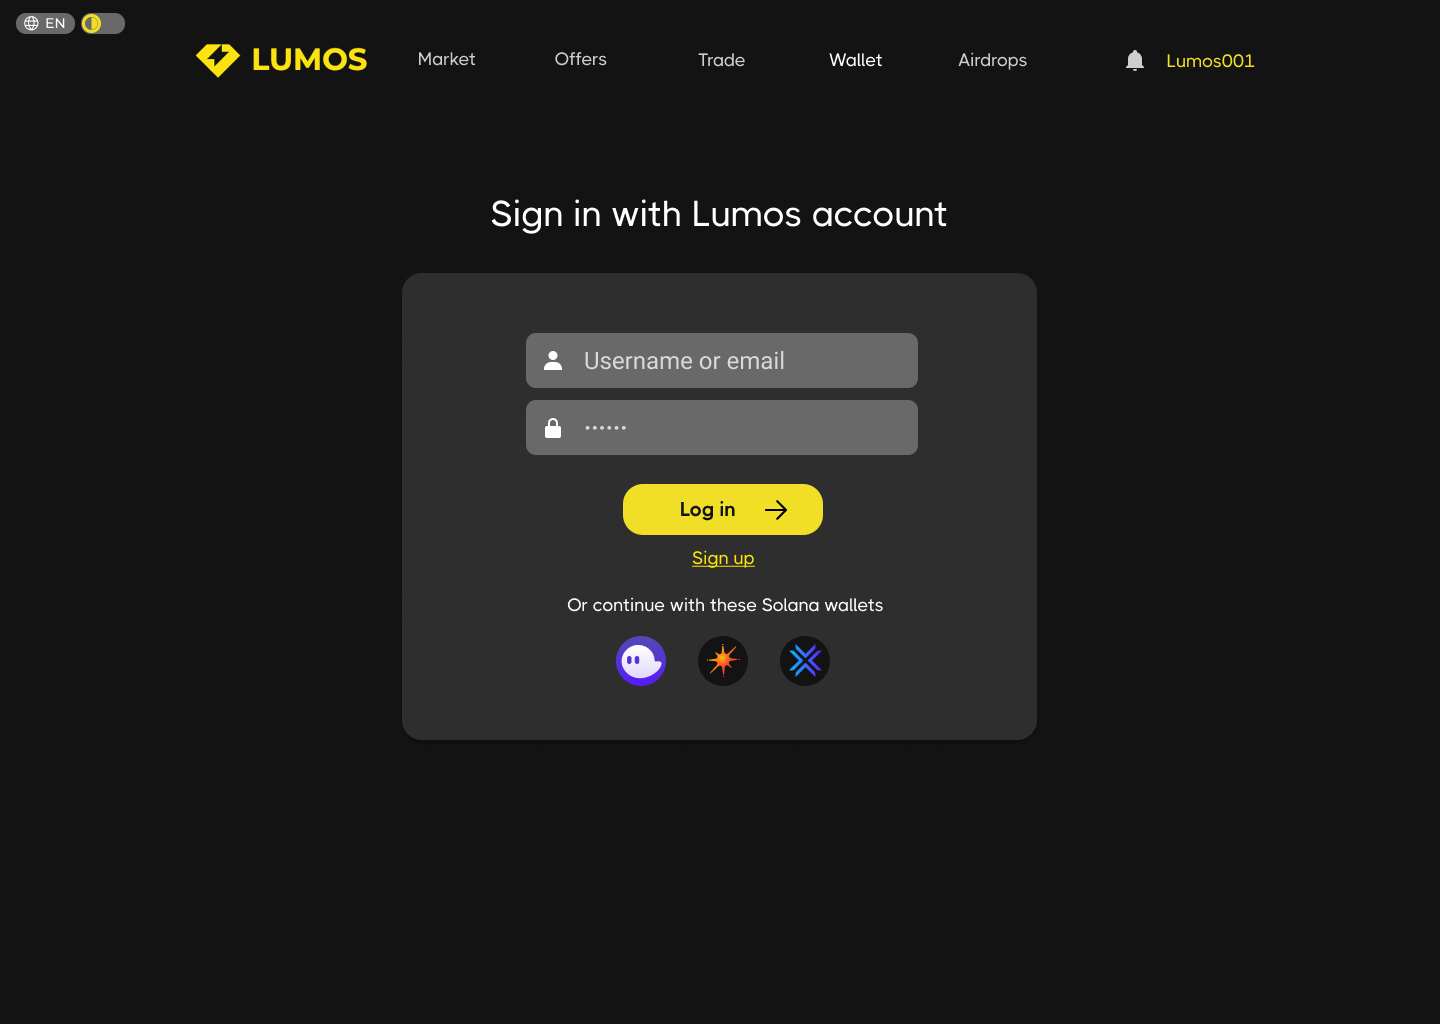 EN
LUMOS
Market
Offers
Trade
Wallet
Airdrops
Lumos001
Sign in with Lumos account
Username or email
••••••
Log in
Sign up
Or continue with these Solana wallets